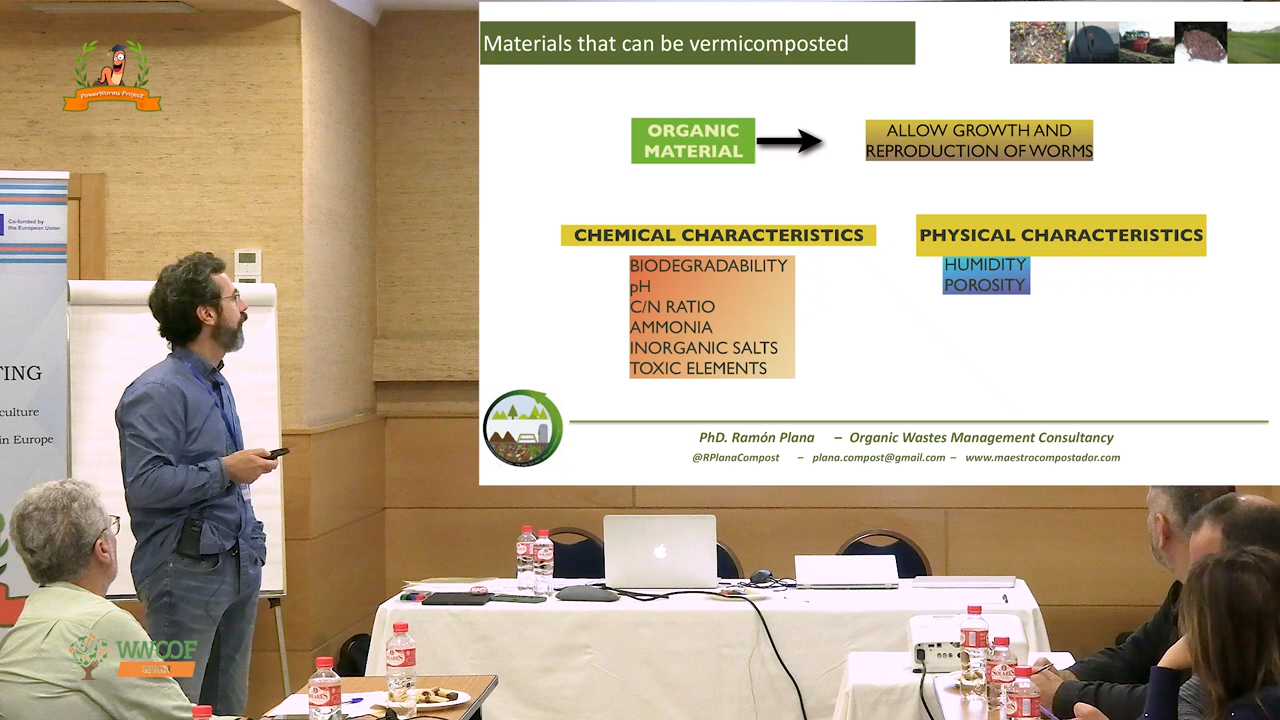 PowerWorms Project
Co-funded by
the European Union
TING
culture
in Europe
WWCOF
SPAIN
Materials that can be vermicomposted
ORGANIC
MATERIAL
ALLOW GROWTH AND
REPRODUCTION OF WORMS
CHEMICAL CHARACTERISTICS
BIODEGRADABILITY
pH
C/N RATIO
AMMONIA
INORGANIC SALTS
TOXIC ELEMENTS
PHYSICAL CHARACTERISTICS
HUMIDITY
POROSITY
PhD. Ramón Plana – Organic Wastes Management Consultancy
@RPlanaCompost – plana.compost@gmail.com – www.maestrocompostador.com